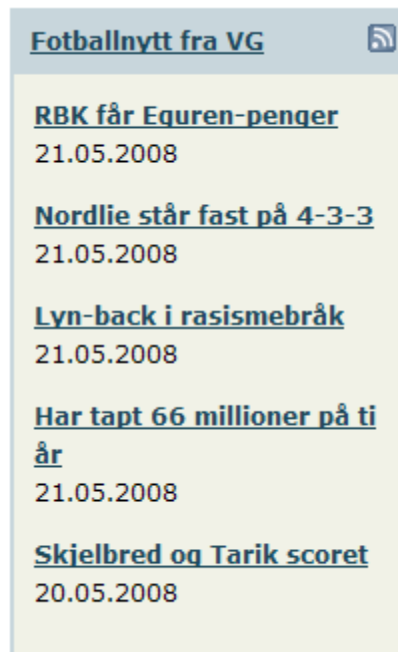 Fotballnytt fra VG
RBK får Eguren-penger
21.05.2008
Nordlie står fast på 4-3-3
21.05.2008
Lyn-back i rasismebråk
21.05.2008
Har tapt 66 millioner på ti
år
21.05.2008
Skjelbred og Tarik scoret
20.05.2008